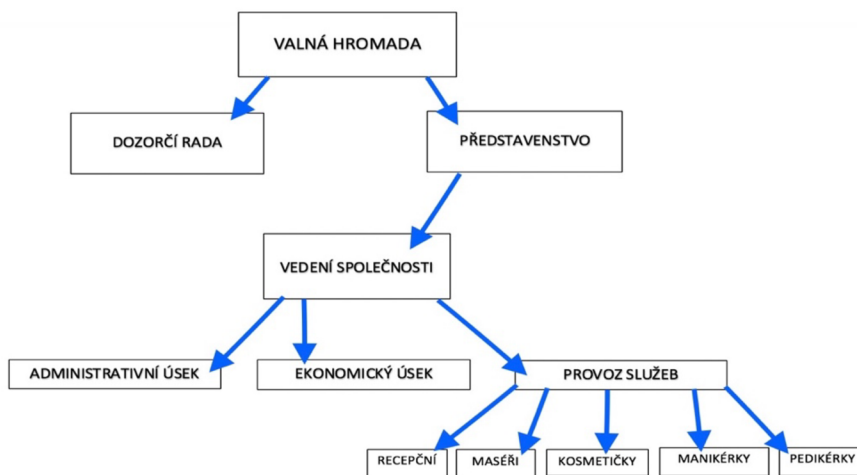 VALNÁ HROMADA
DOZORČÍ RADA
PŘEDSTAVENSTVO
VEDENÍ SPOLEČNOSTI
ADMINISTRATIVNÍ ÚSEK
EKONOMICKÝ ÚSEK
PROVOZ SLUŽEB
RECEPČNÍ
MASÉŘI
KOSMETIČKY
MANIKÉRKY
PEDIKÉRKY